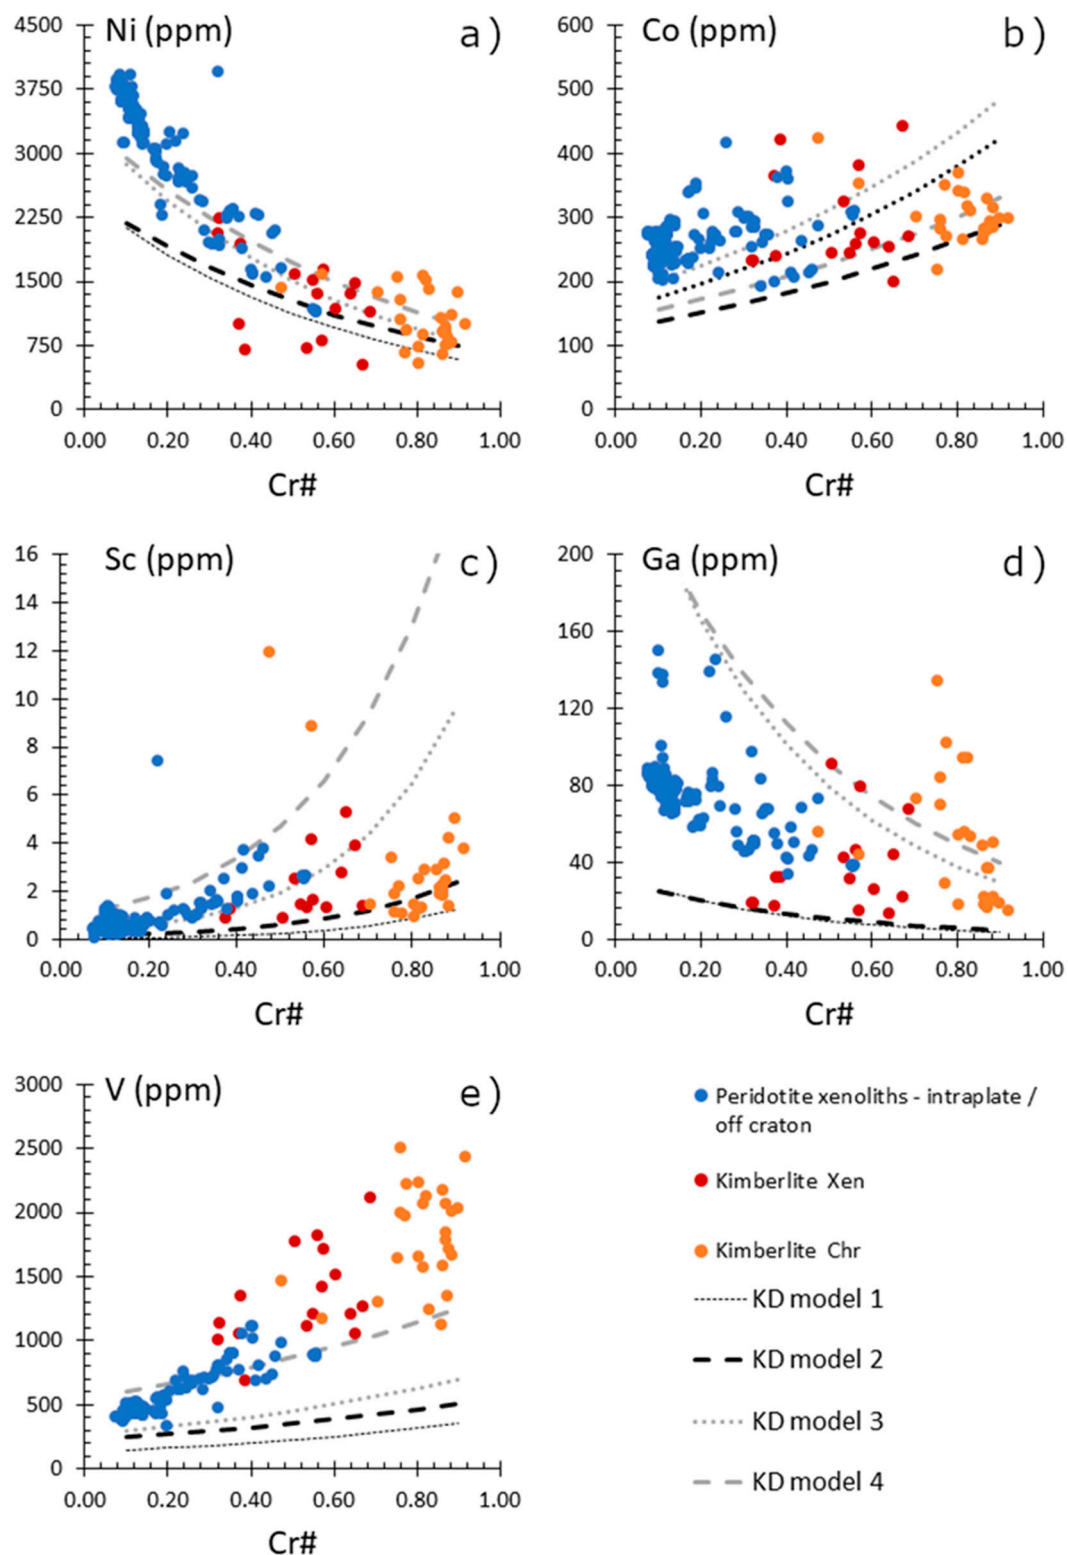 Ni (ppm) a)
4500
3750
3000
2250
1500
750
0
0.00 0.20 0.40 0.60 0.80 1.00
Cr#
Co (ppm) b)
600
500
400
300
200
100
0
0.00 0.20 0.40 0.60 0.80 1.00
Cr#
Sc (ppm) c)
16
14
12
10
8
6
4
2
0
0.00 0.20 0.40 0.60 0.80 1.00
Cr#
Ga (ppm) d)
200
160
120
80
40
0
0.00 0.20 0.40 0.60 0.80 1.00
Cr#
V (ppm) e)
3000
2500
2000
1500
1000
500
0
0.00 0.20 0.40 0.60 0.80 1.00
Cr#
Peridotite xenoliths - intraplate /
off craton
Kimberlite Xen
Kimberlite Chr
KD model 1
KD model 2
KD model 3
KD model 4